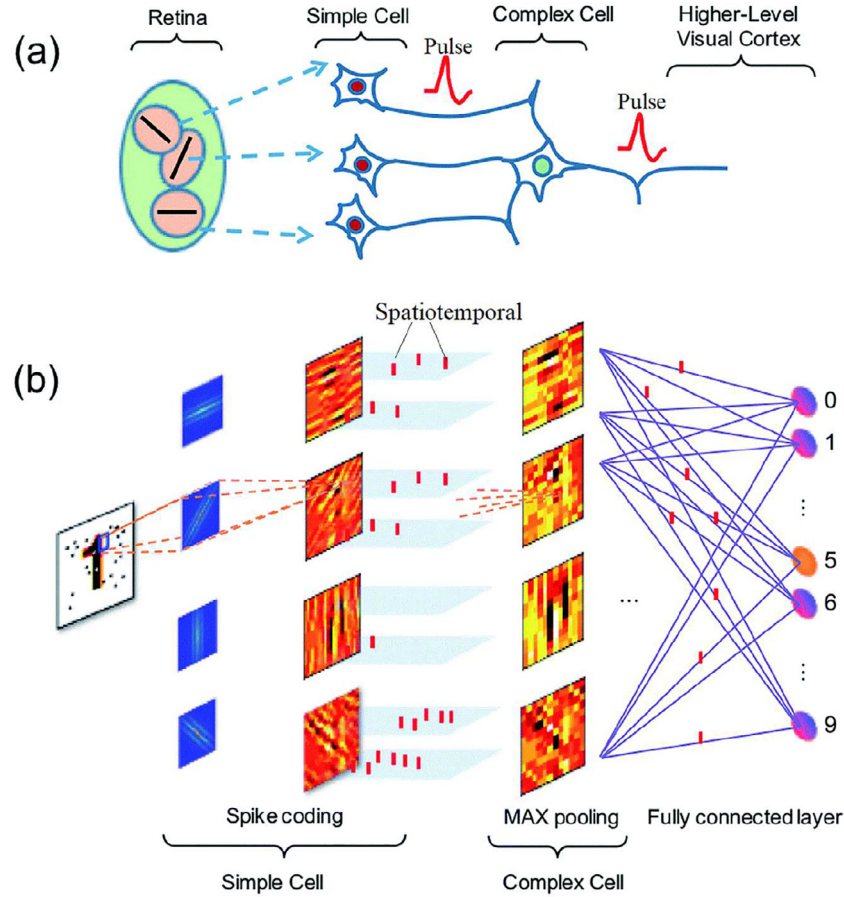 Retina
Simple Cell
Complex Cell
Higher-Level
Visual Cortex
(a)
Pulse
Pulse
(b)
Spatiotemporal
1
0
1
⋮
5
...
6
⋮
9
Spike coding
MAX pooling
Fully connected layer
Simple Cell
Complex Cell